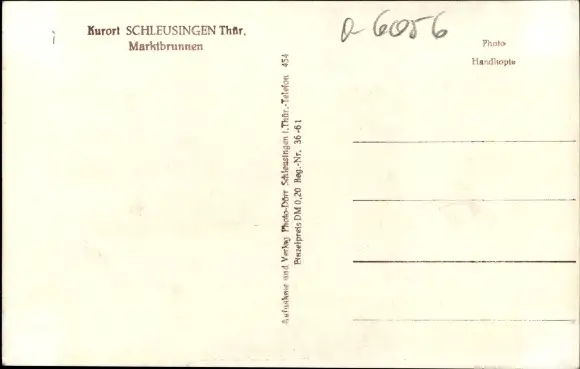 Kurort SCHLEUSINGEN Thür.
Marktbrunnen
D-6056
Photo
Handkopie
Aufnahme und Verlag Photo-Dörr Schleusingen i.Thür.-Telefon 454
Einzelpreis DM 0,20 Reg.-Nr. 36-61